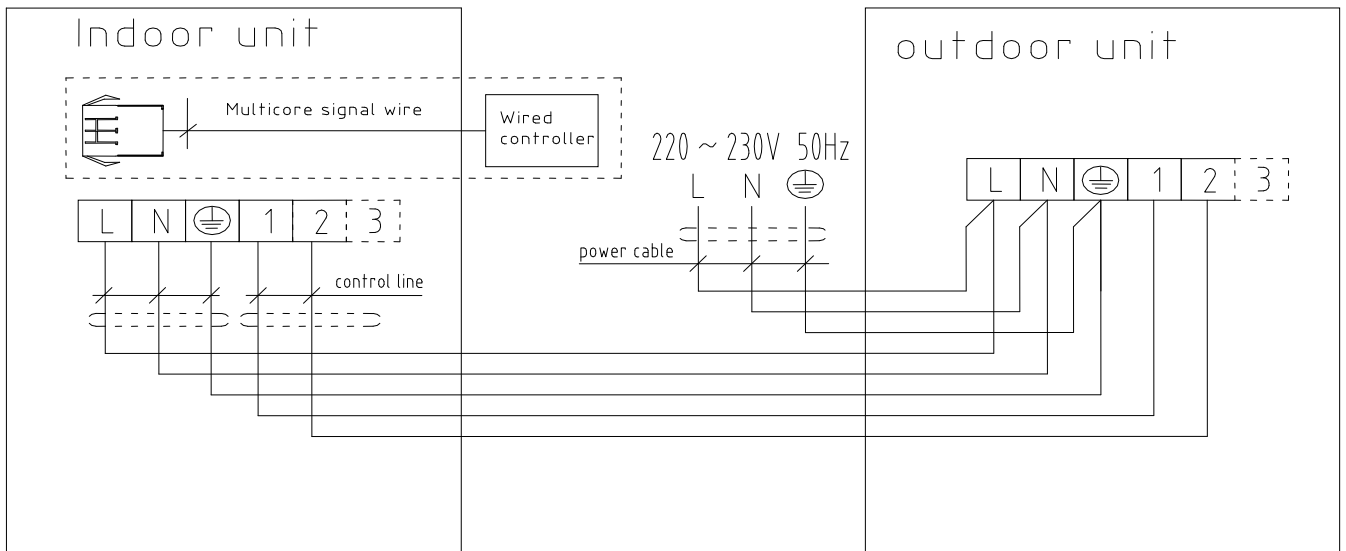 Indoor unit
outdoor unit
Multicore signal wire
Wired
controller
220 ~ 230V 50Hz
L N
L N 1 2 3
L N 1 2 3
power cable
control line